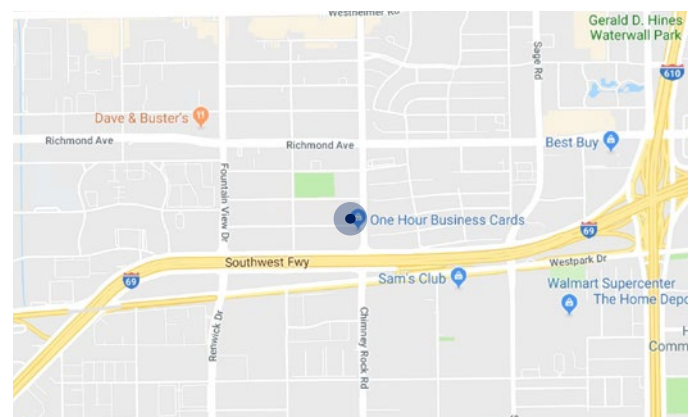 Westheimer Rd
Gerald D. Hines
Waterwall Park
Sage Rd
610
Dave & Buster's
Richmond Ave
Richmond Ave
Best Buy
Fountain View Dr
One Hour Business Cards
69
Southwest Fwy
Westpark Dr
69
Sam's Club
Walmart Supercenter
The Home Depo
Renwick Dr
Chimney Rock Rd
H
Comm